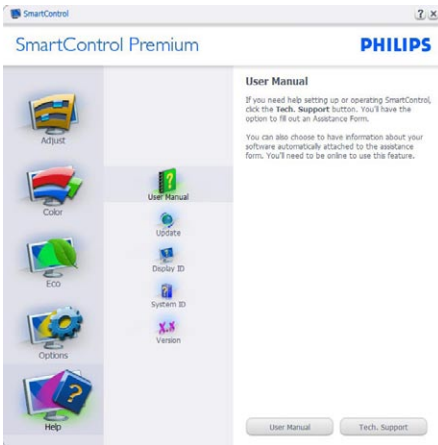 SmartControl
SmartControl Premium
PHILIPS
Adjust
Color
Eco
Options
Help
User Manual
Update
Display ID
System ID
Version
User Manual
If you need help setting up or operating SmartControl,
click the Tech. Support button. You'll have the
option to fill out an Assistance Form.
You can also choose to have information about your
software automatically attached to the assistance
form. You'll need to be online to use this feature.
User Manual
Tech. Support